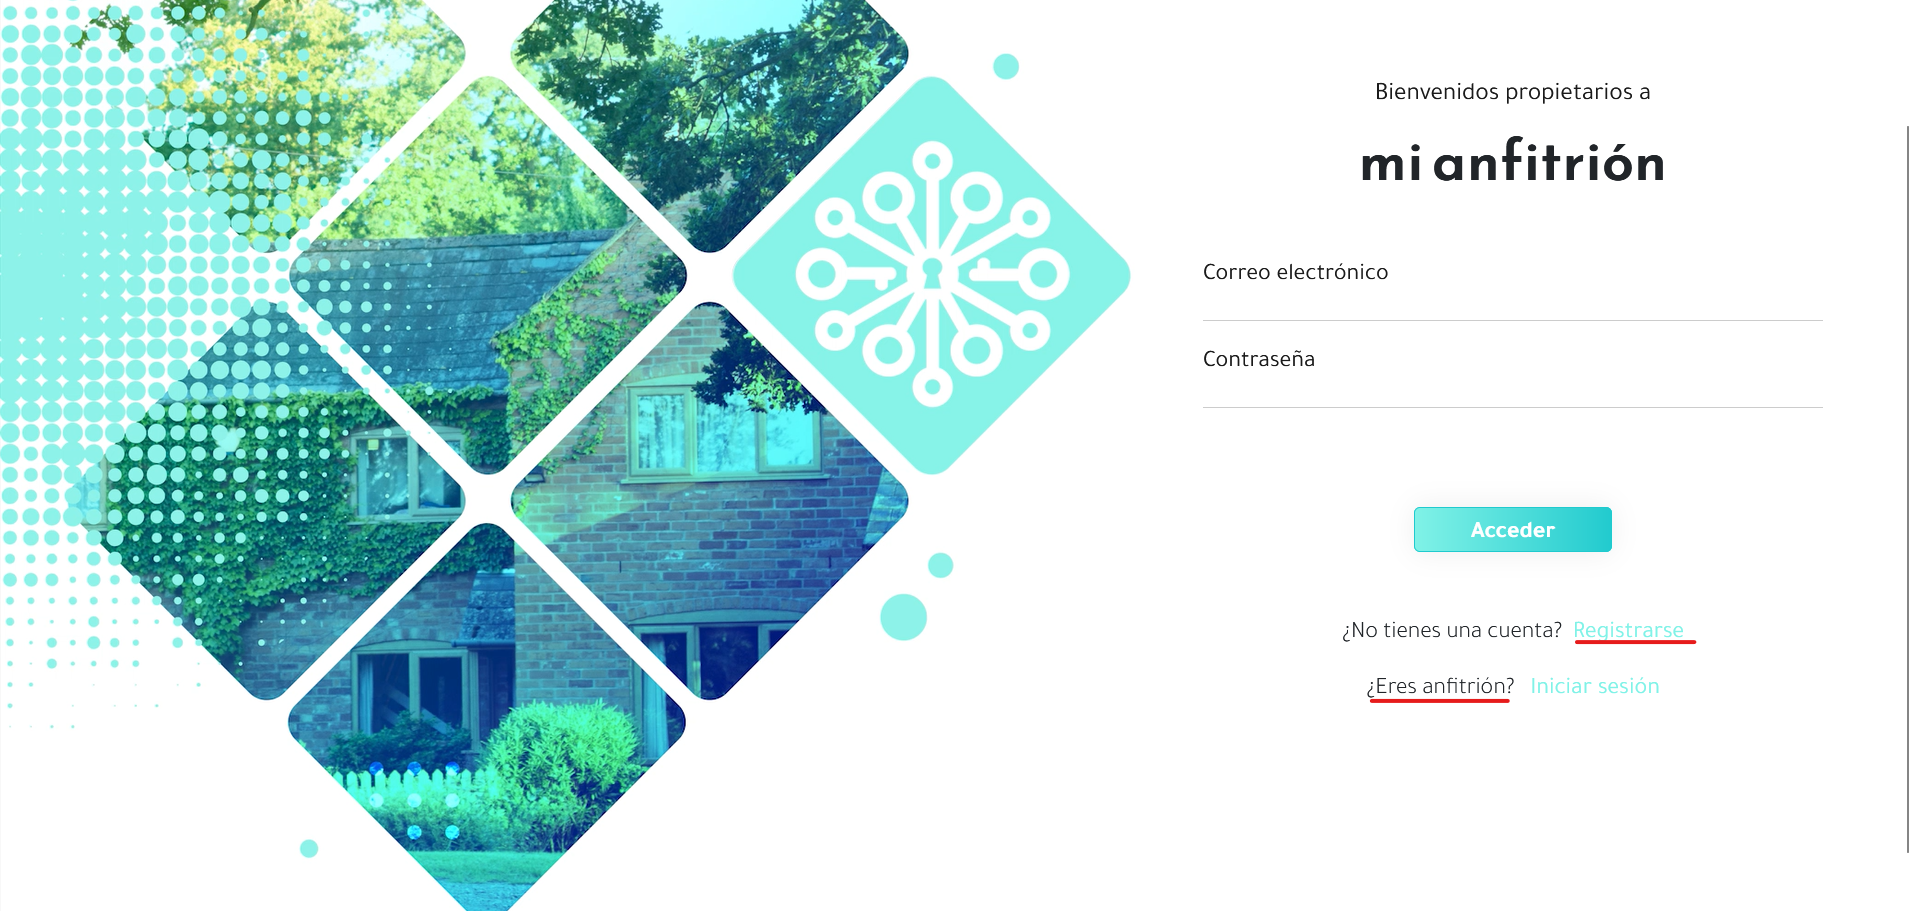 Bienvenidos propietarios a
mi anfitrión
Correo electrónico
Contraseña
Acceder
¿No tienes una cuenta? Registrarse
¿Eres anfitrión? Iniciar sesión